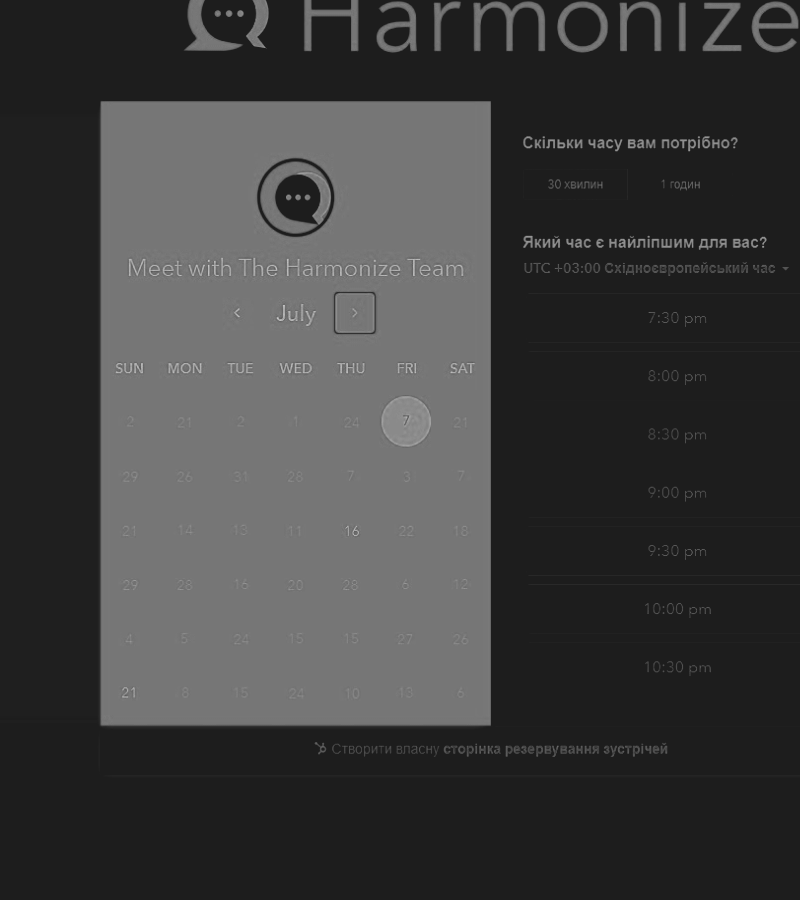 Harmonize
Meet with The Harmonize Team
July
SUN MON TUE WED THU FRI SAT
2 21 2 1 24 7 21
29 26 31 28 7 3 7
21 14 13 11 16 22 18
29 28 16 20 28 6 12
4 5 24 15 15 27 26
21 8 15 24 10 13 6
Скільки часу вам потрібно?
30 хвилин 1 годин
Який час є найліпшим для вас?
UTC +03:00 Східноєвропейський час
7:30 pm
8:00 pm
8:30 pm
9:00 pm
9:30 pm
10:00 pm
10:30 pm
Створити власну сторінка резервування зустрічей